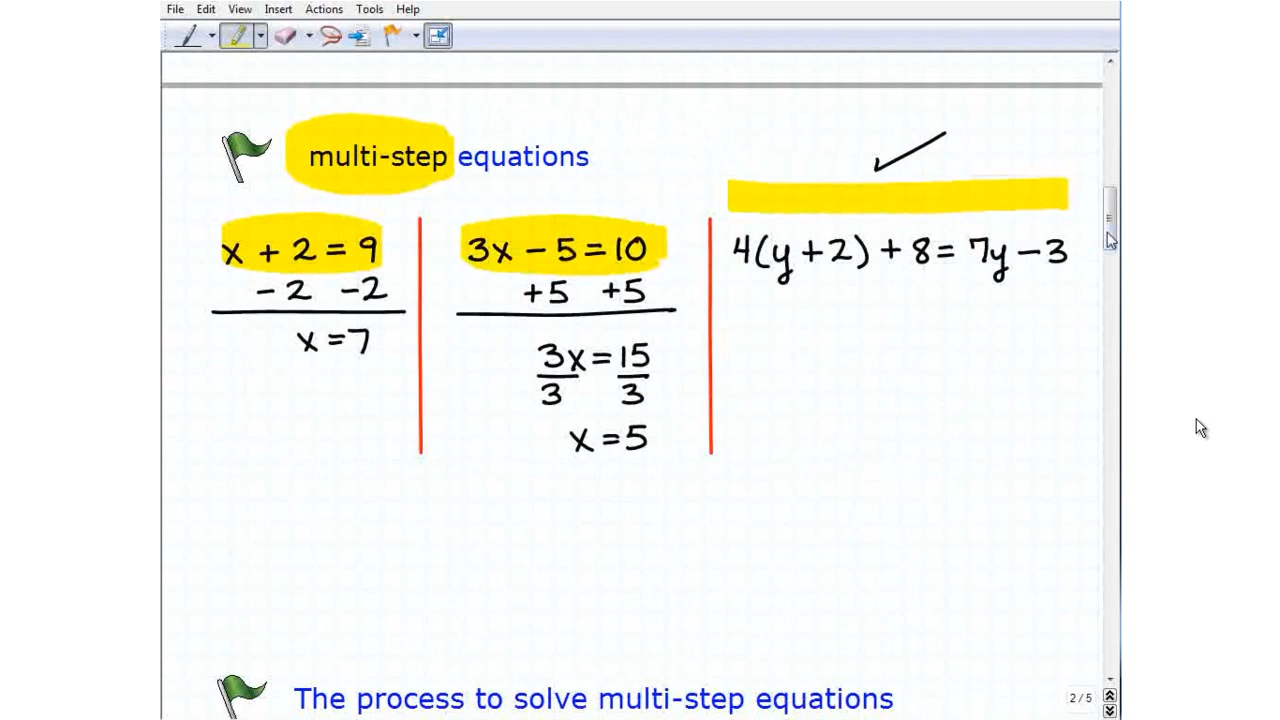 File Edit View Insert Actions Tools Help
multi-step equations
x + 2 = 9
-2 -2
x = 7
3x - 5 = 10
+5 +5
3x = 15
3 3
x = 5
4(y + 2) + 8 = 7y - 3
The process to solve multi-step equations
2/5